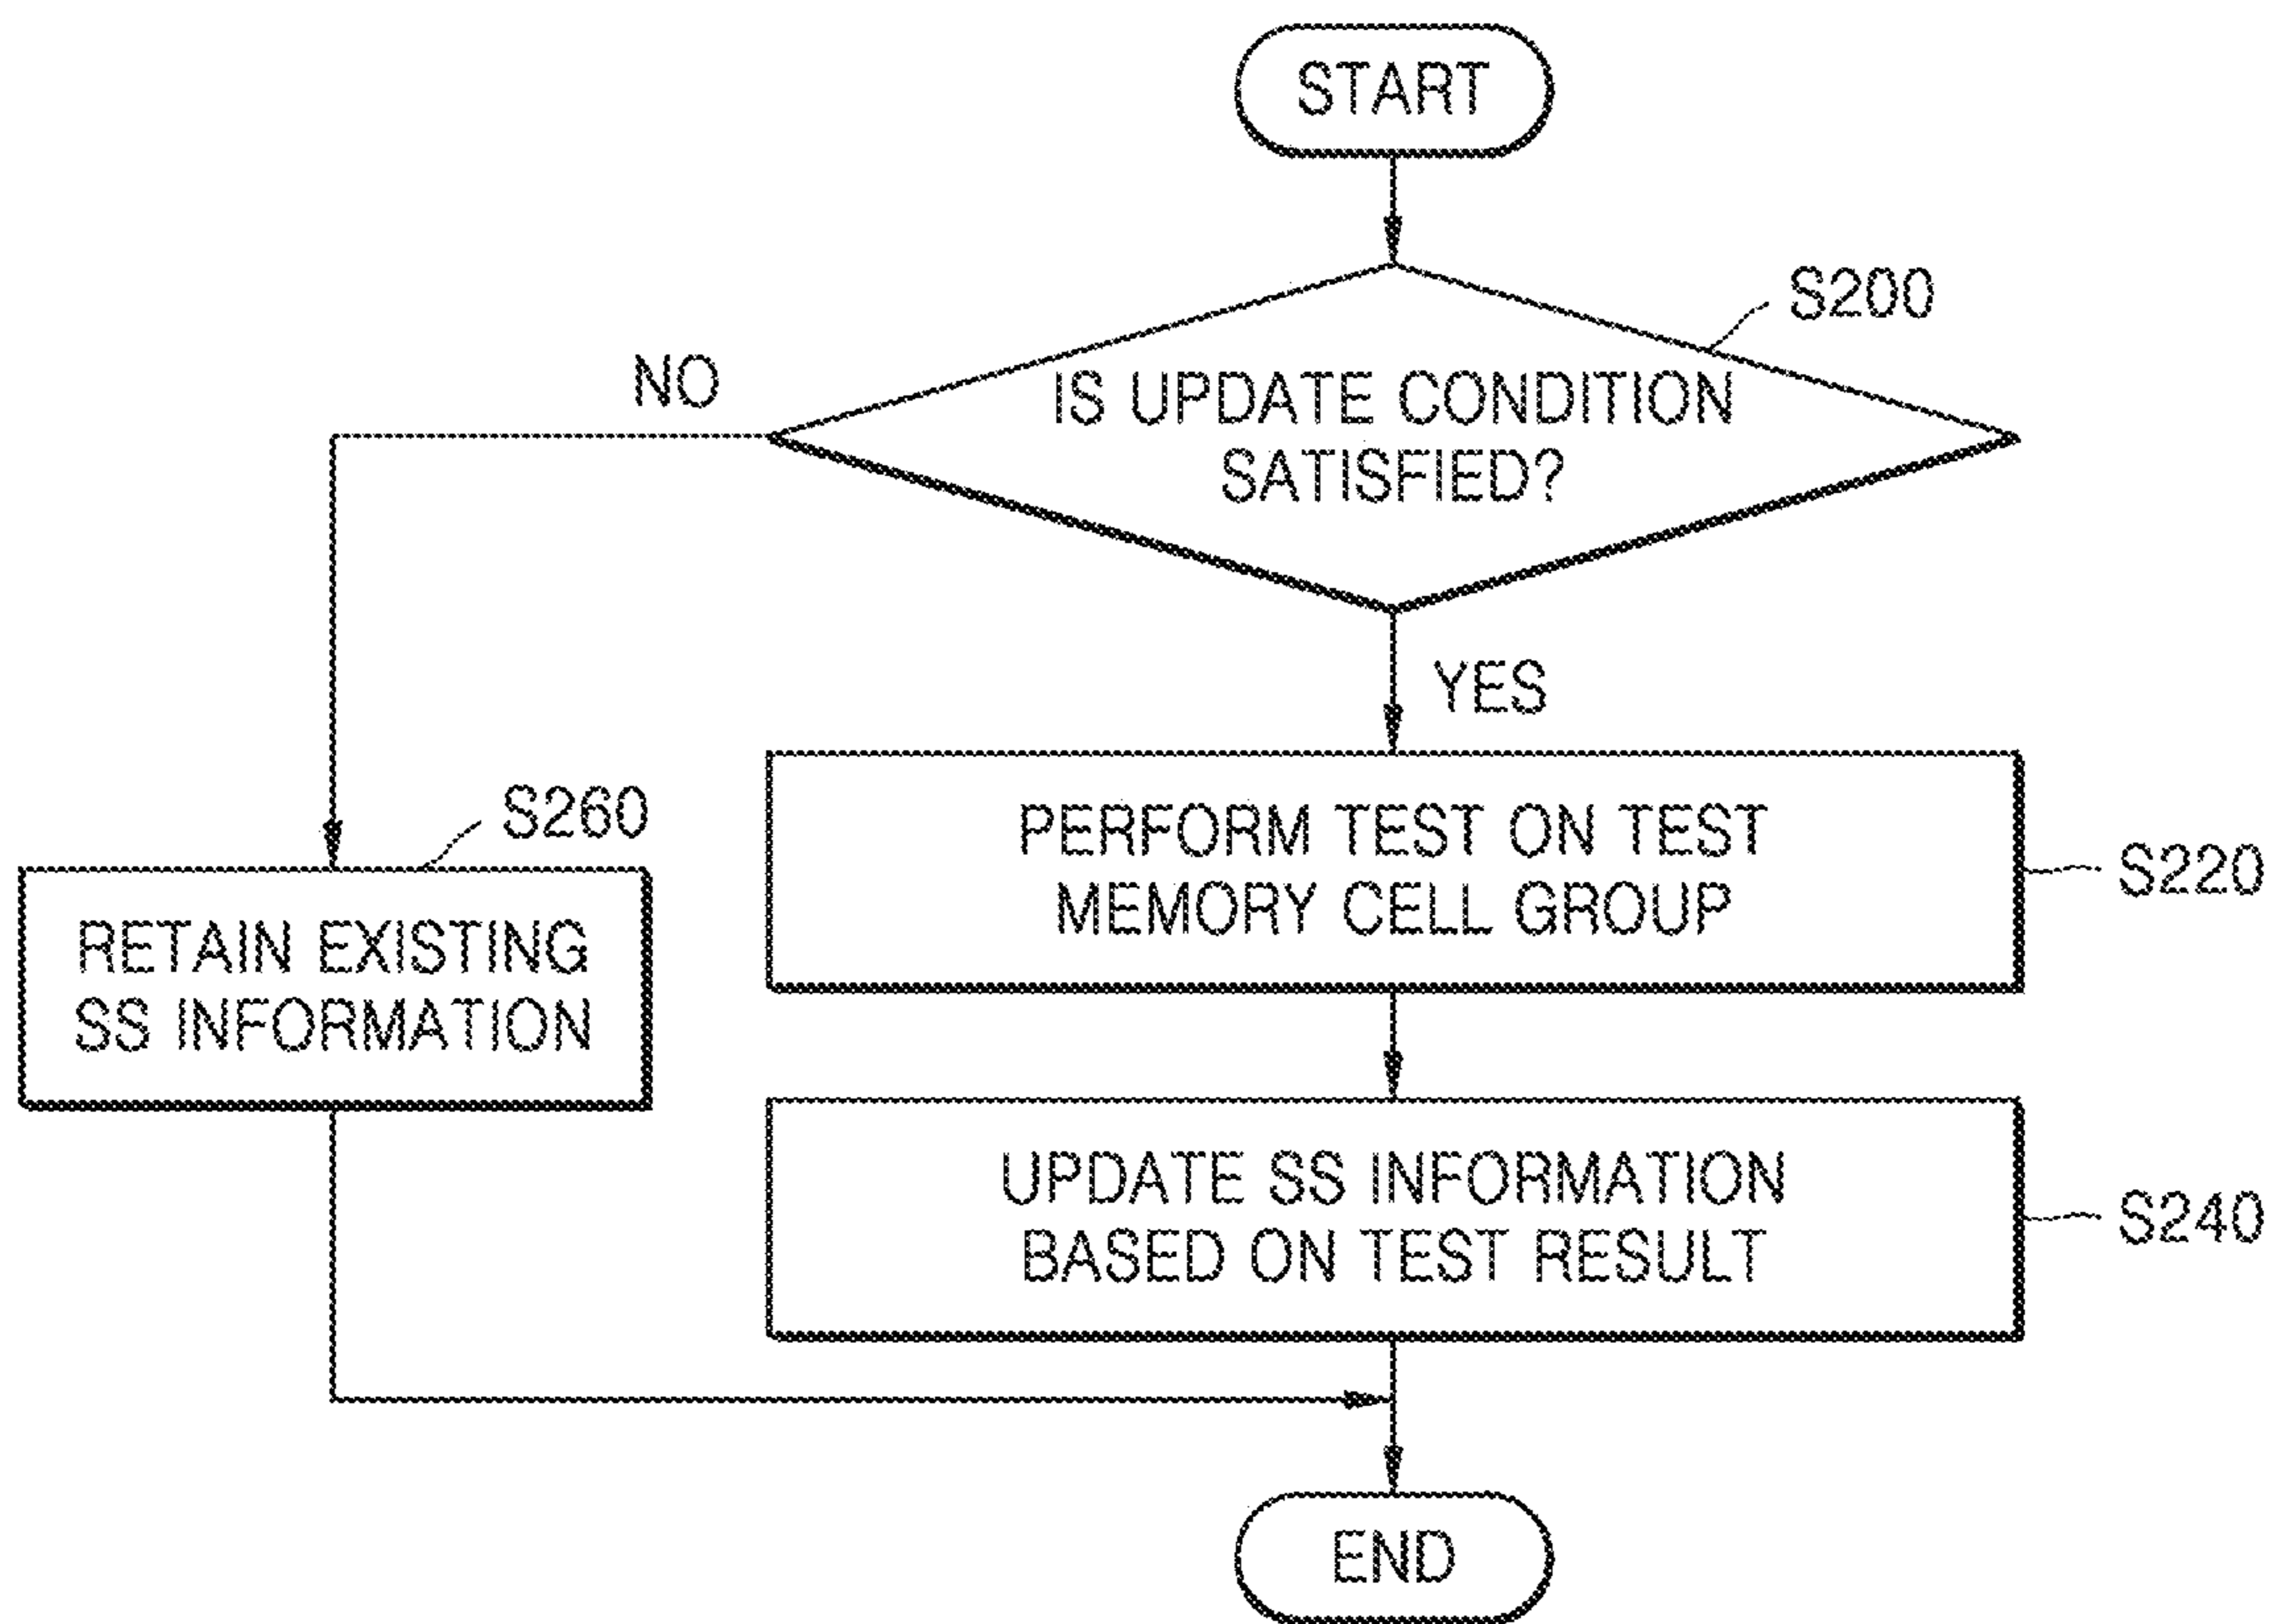 START
S200
NO
IS UPDATE CONDITION
SATISFIED?
YES
S260
PERFORM TEST ON TEST
MEMORY CELL GROUP
S220
RETAIN EXISTING
SS INFORMATION
UPDATE SS INFORMATION
BASED ON TEST RESULT
S240
END